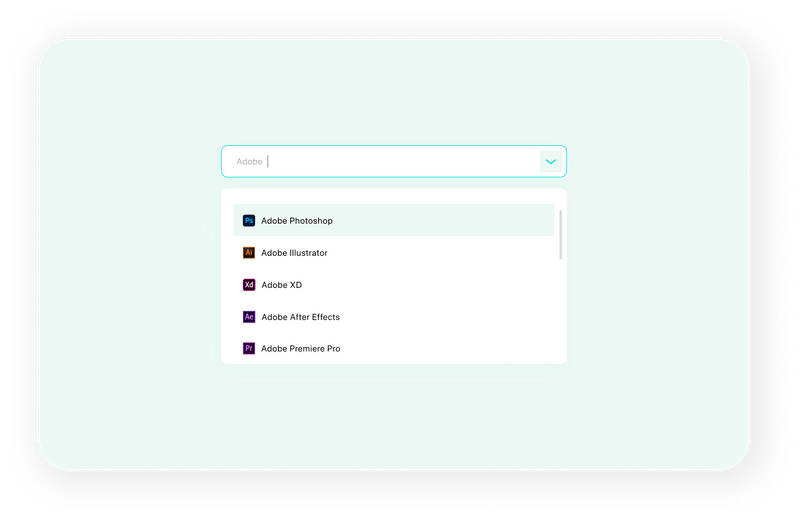 Adobe
Ps Adobe Photoshop
Ai Adobe Illustrator
Xd Adobe XD
Ae Adobe After Effects
Pr Adobe Premiere Pro